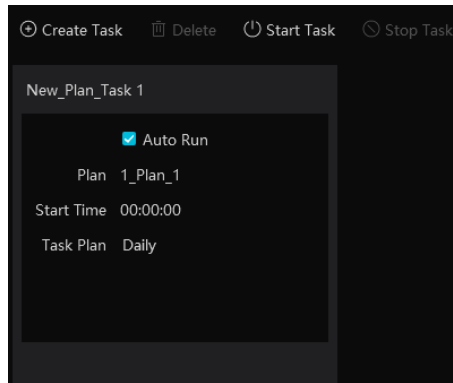 Create Task Delete Start Task Stop Task
New_Plan_Task 1
Auto Run
Plan 1_Plan_1
Start Time 00:00:00
Task Plan Daily